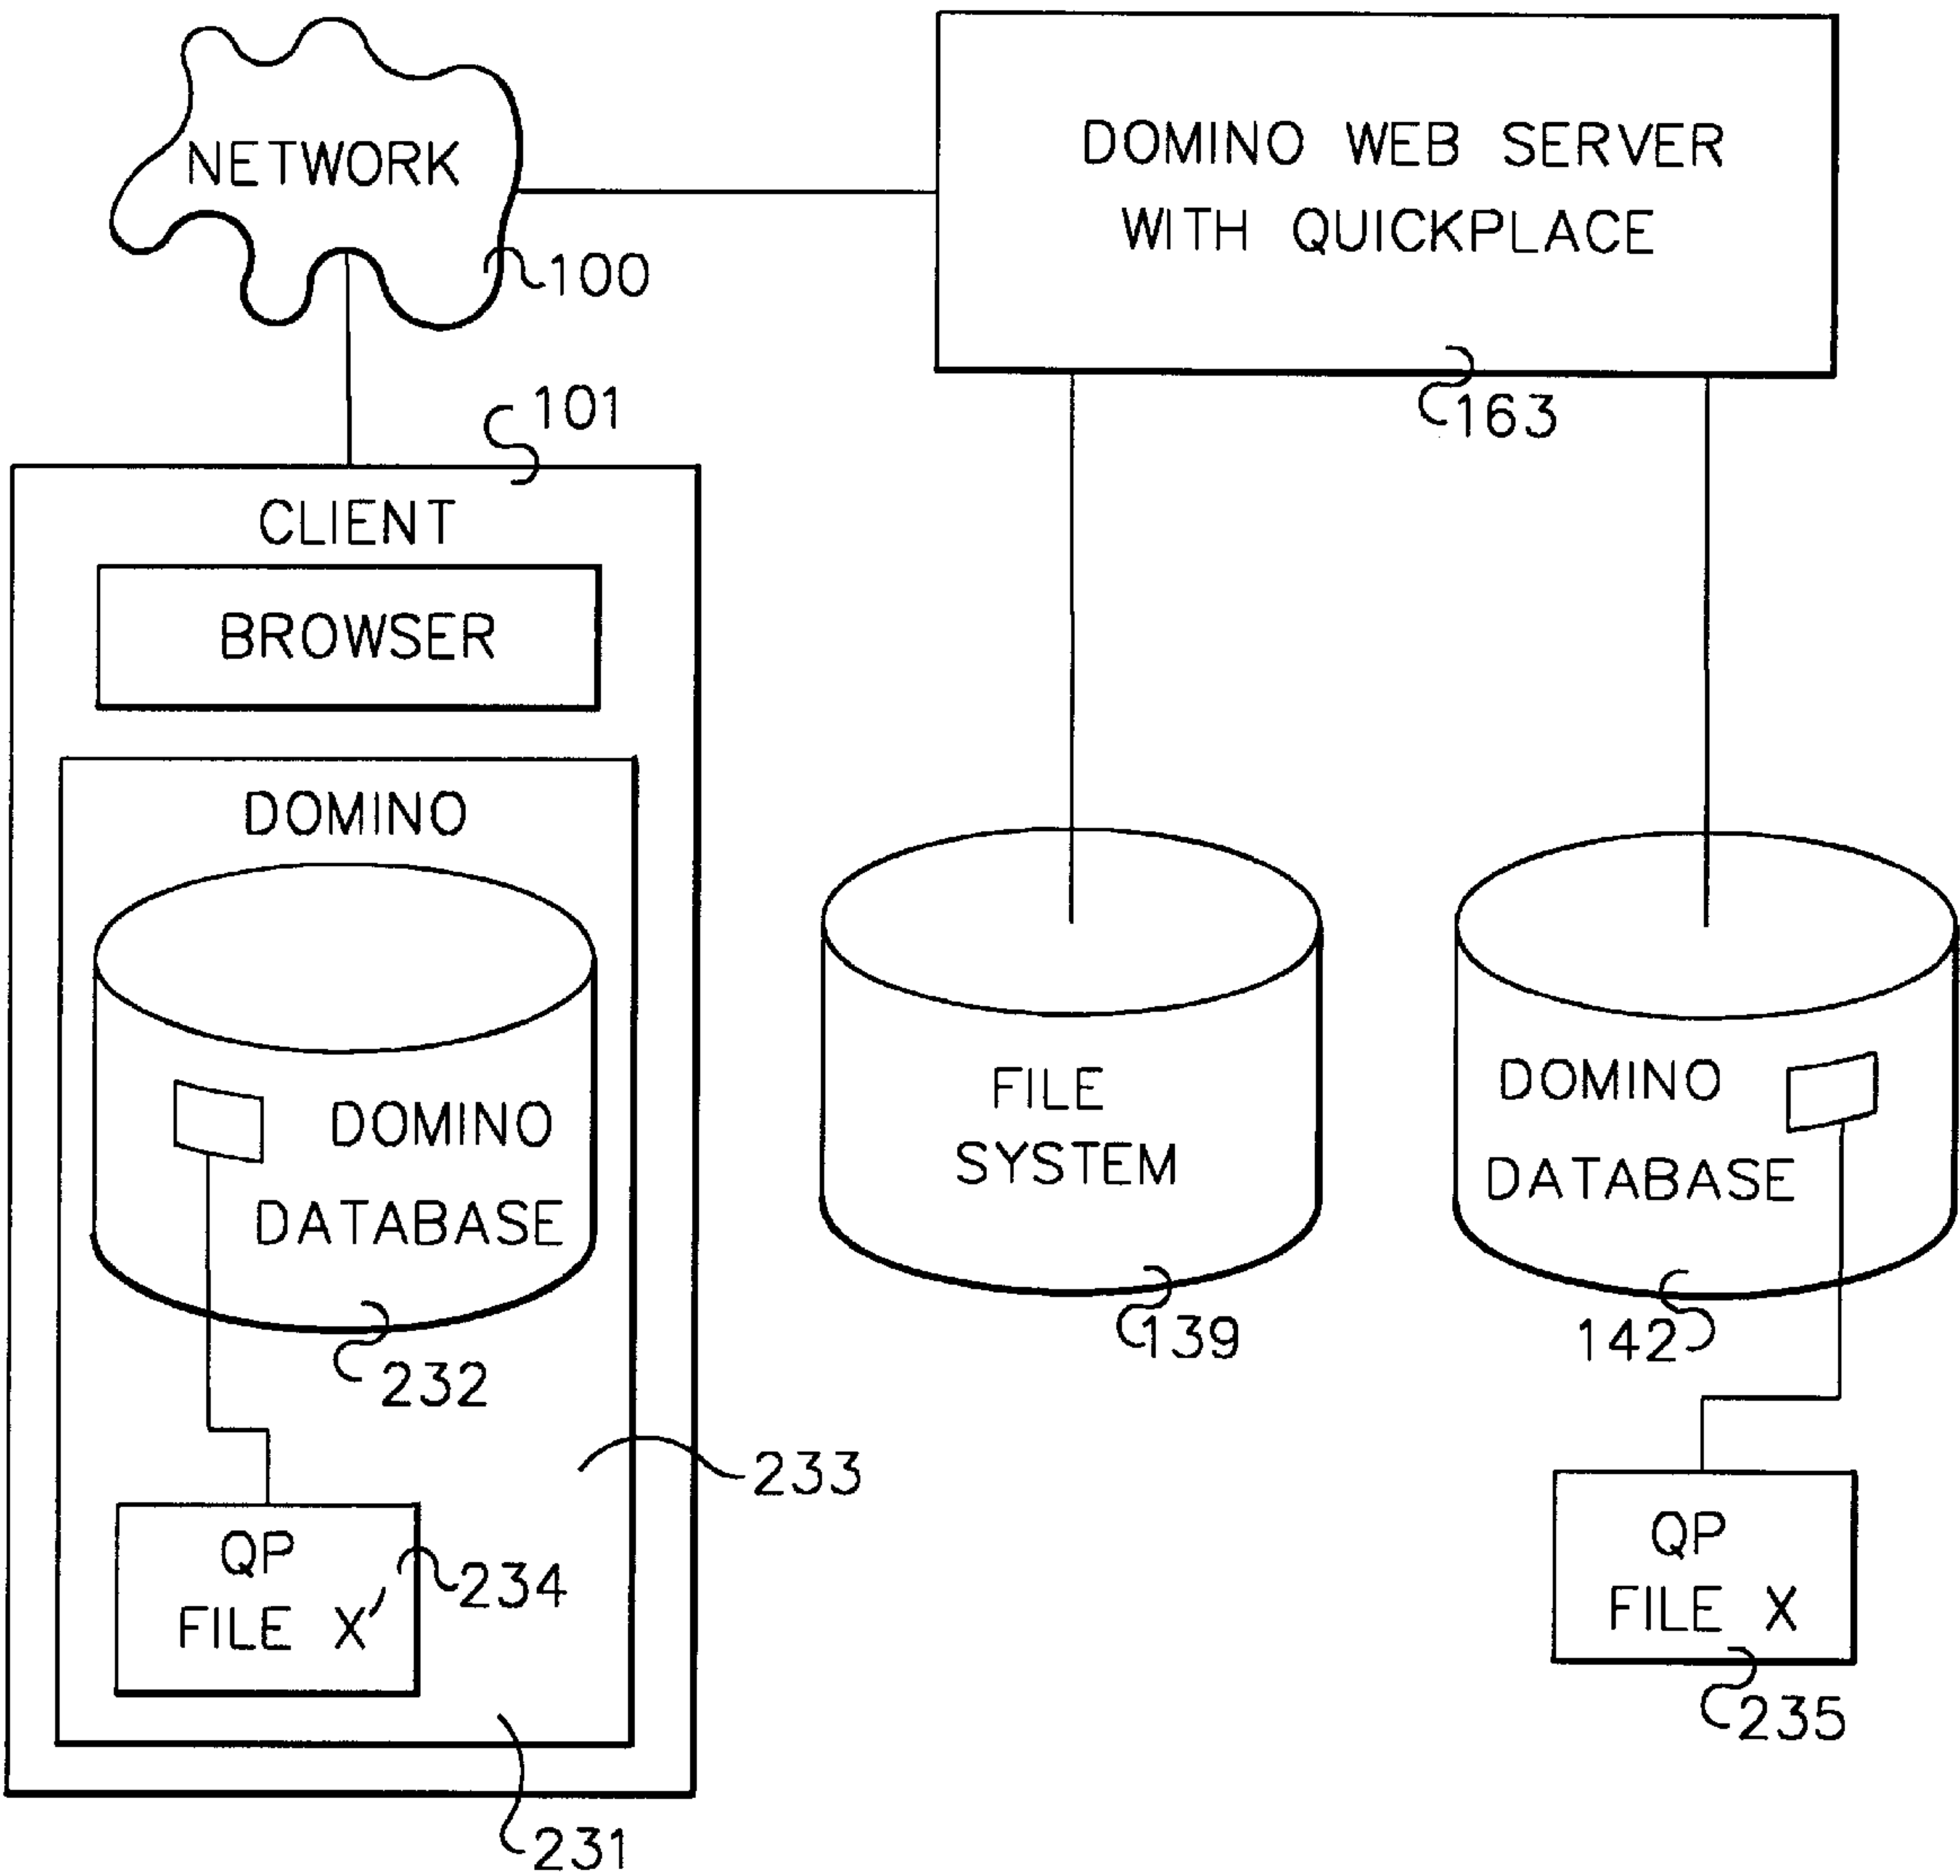 NETWORK
100
DOMINO WEB SERVER
WITH QUICKPLACE
163
101
CLIENT
BROWSER
DOMINO
DOMINO
DATABASE
232
233
QP
FILE X'
234
231
FILE
SYSTEM
139
DOMINO
DATABASE
142
QP
FILE X
235